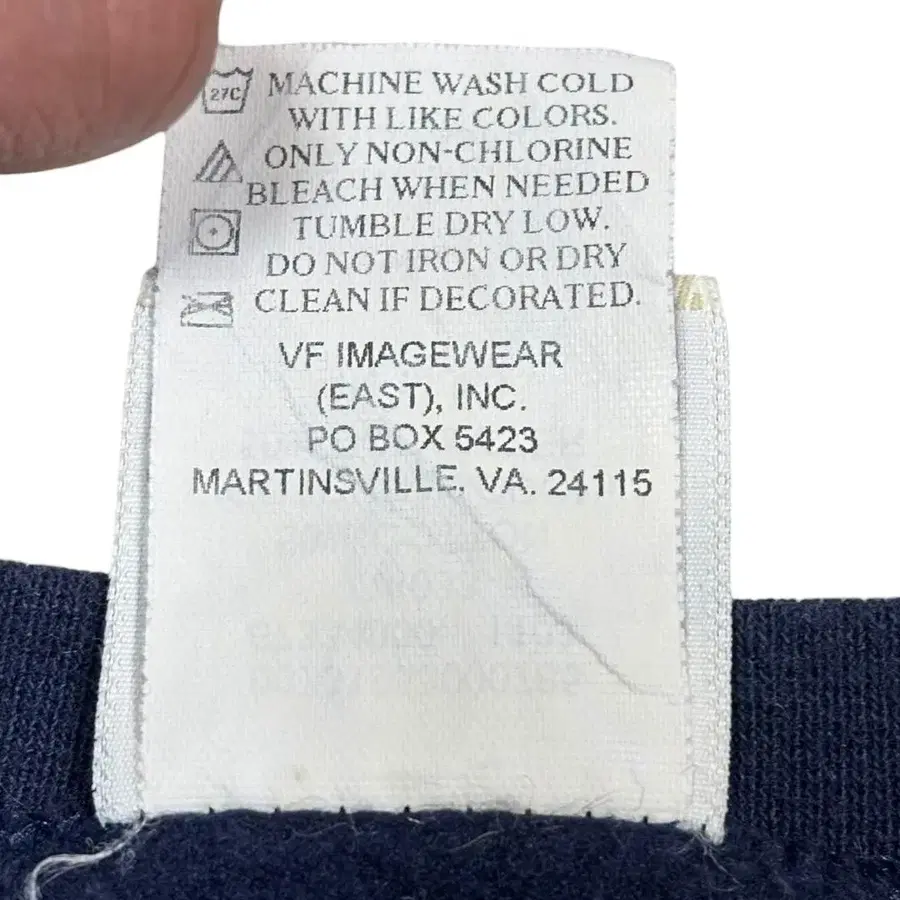 27C
MACHINE WASH COLD
WITH LIKE COLORS.
ONLY NON-CHLORINE
BLEACH WHEN NEEDED
TUMBLE DRY LOW.
DO NOT IRON OR DRY
CLEAN IF DECORATED.
VF IMAGEWEAR
(EAST), INC.
PO BOX 5423
MARTINSVILLE. VA. 24115